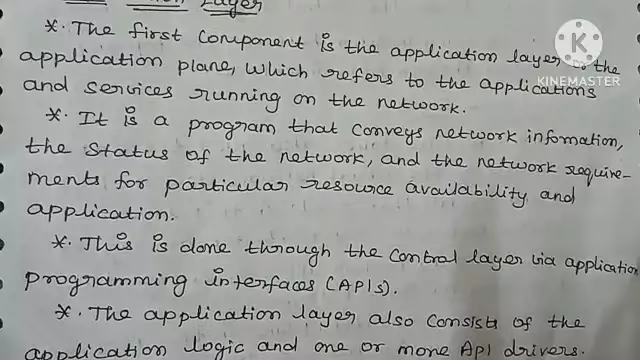 Layer
*. The first component is the application layer the
application plane, which refers to the applications
and services running on the network.
*. It is a program that conveys network infomation,
the status of the network, and the network require-
ments for particular resource availability and
application.
*. This is done through the control layer via application
programming interfaces (APIs).
*. The application layer also consists of the
application logic and one or more API drivers.
K
KINEMASTER